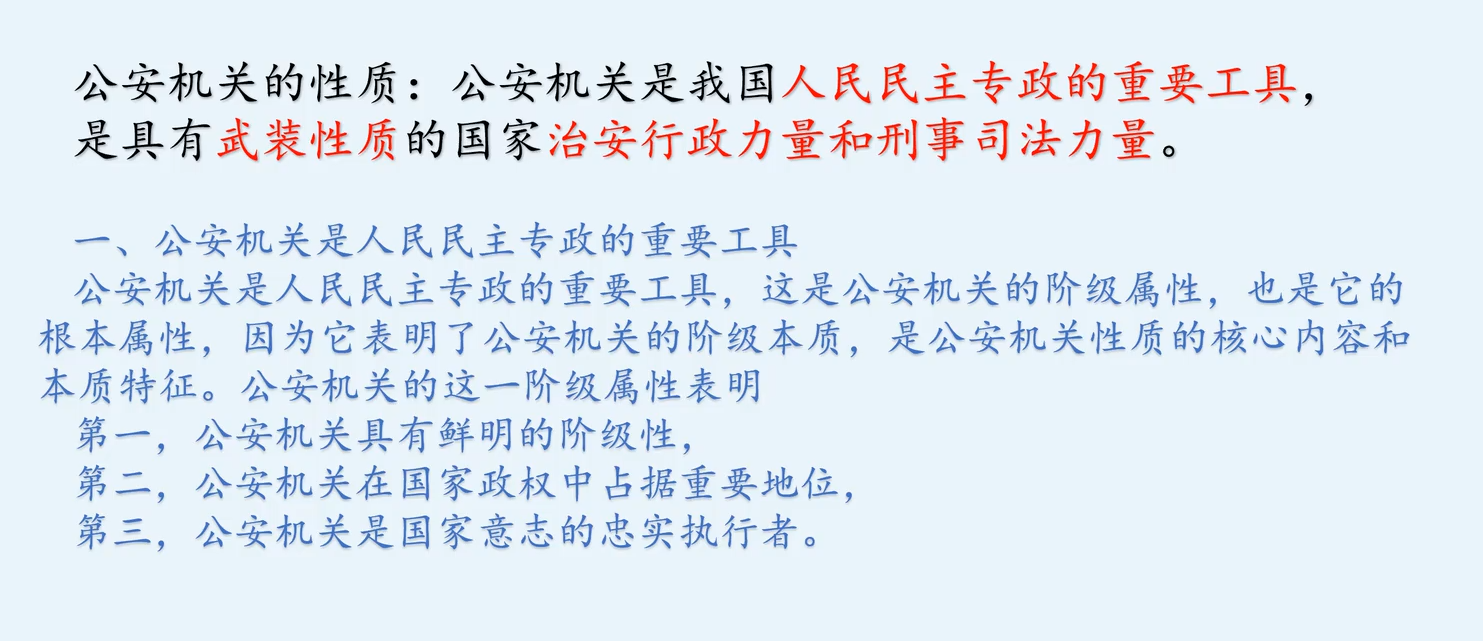 公安机关的性质：公安机关是我国人民民主专政的重要工具，
是具有武装性质的国家治安行政力量和刑事司法力量。
一、公安机关是人民民主专政的重要工具
公安机关是人民民主专政的重要工具，这是公安机关的阶级属性，也是它的
根本属性，因为它表明了公安机关的阶级本质，是公安机关性质的核心内容和
本质特征。公安机关的这一阶级属性表明
第一，公安机关具有鲜明的阶级性，
第二，公安机关在国家政权中占据重要地位，
第三，公安机关是国家意志的忠实执行者。